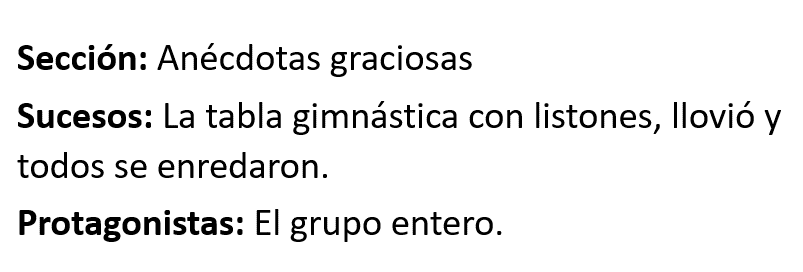 Sección: Anécdotas graciosas
Sucesos: La tabla gimnástica con listones, llovió y
todos se enredaron.
Protagonistas: El grupo entero.